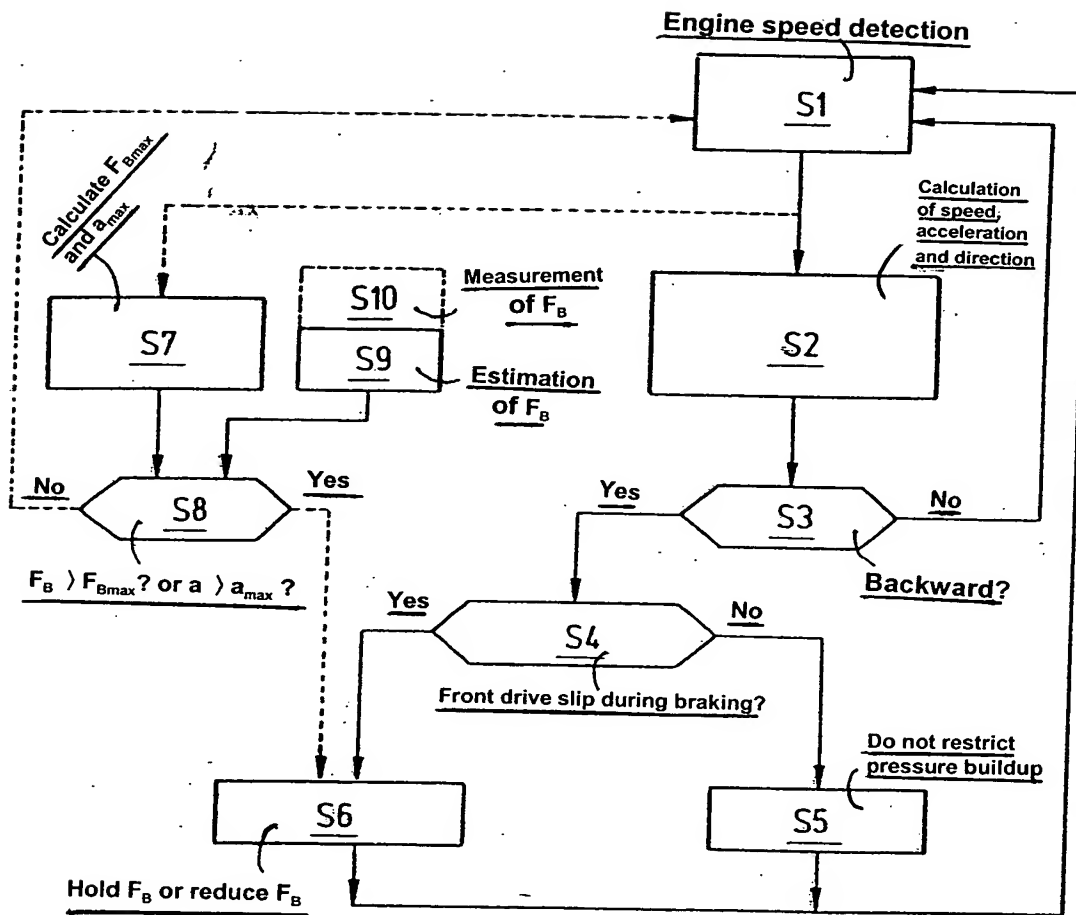 Engine speed detection
S1
Calculate F_Bmax
and a_max
Calculation
of speed,
acceleration
and direction
S10
Measurement
of F_B
S7
S9
Estimation
of F_B
S2
No
S8
Yes
F_B 〉 F_Bmax? or a 〉 a_max ?
Yes
S3
No
Backward?
Yes
S4
No
Front drive slip during braking?
Do not restrict
pressure buildup
S6
S5
Hold F_B or reduce F_B